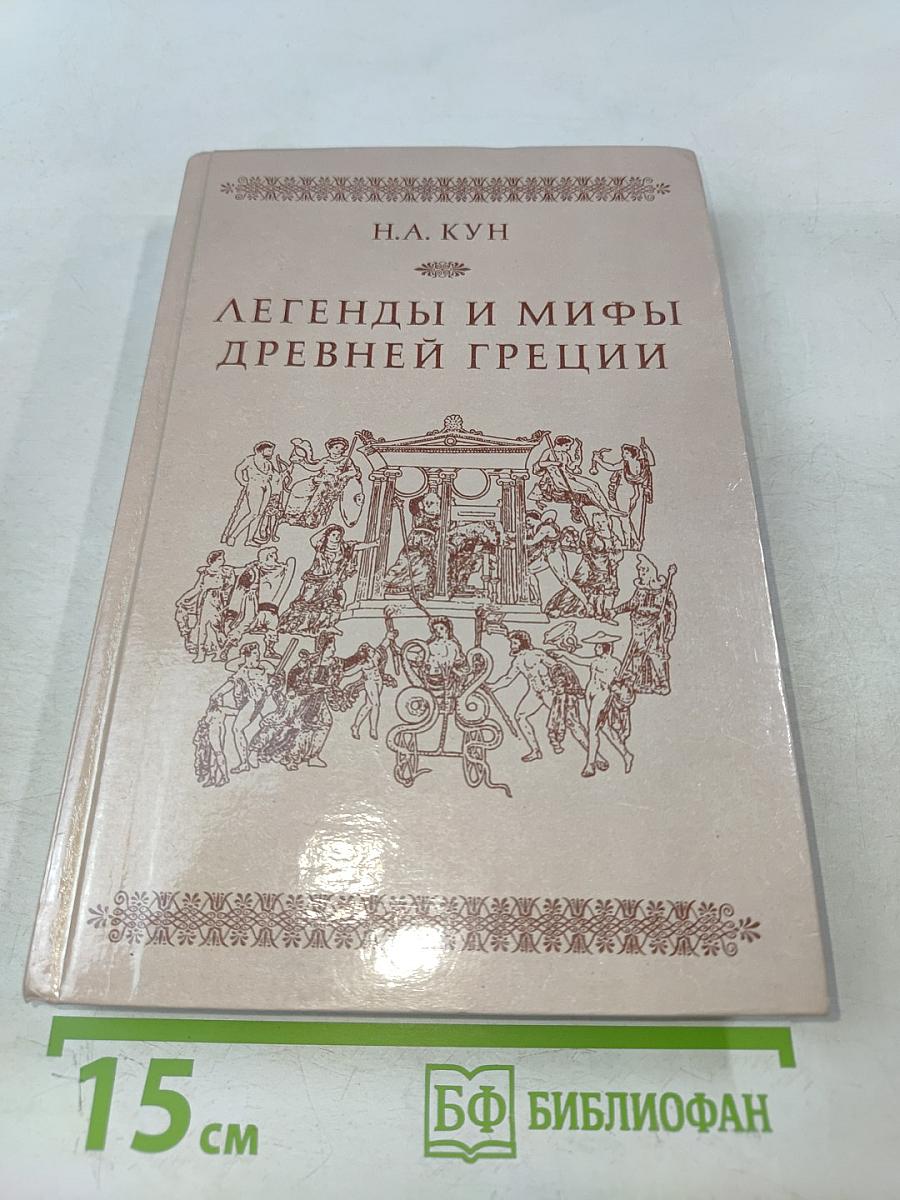 Н.А. КУН
ЛЕГЕНДЫ И МИФЫ
ДРЕВНЕЙ ГРЕЦИИ
15 см
БФ БИБЛИОФАН